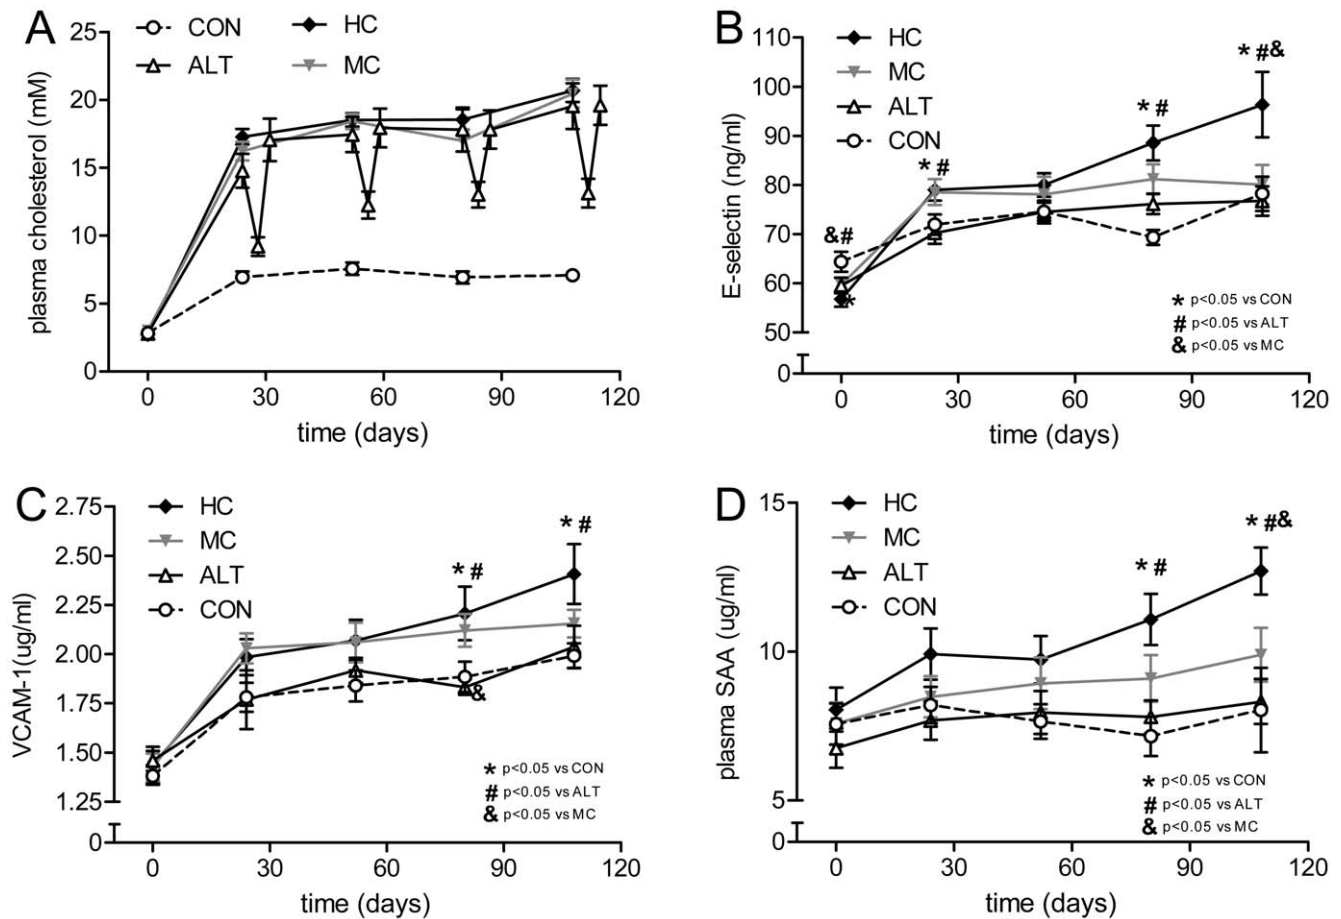 A
CON
HC
ALT
MC
plasma cholesterol (mM)
25
20
15
10
5
0
0 30 60 90 120
time (days)
B
HC
MC
ALT
CON
E-selectin (ng/ml)
110
100
90
80
70
60
50
0
&#
*
*#
*#
*#&
* p<0.05 vs CON
# p<0.05 vs ALT
& p<0.05 vs MC
0 30 60 90 120
time (days)
C
HC
MC
ALT
CON
VCAM-1(ug/ml)
2.75
2.50
2.25
2.00
1.75
1.50
1.25
0
*#
*#
&
* p<0.05 vs CON
# p<0.05 vs ALT
& p<0.05 vs MC
0 30 60 90 120
time (days)
D
HC
MC
ALT
CON
plasma SAA (ug/ml)
15
10
5
0
*#
*#&
* p<0.05 vs CON
# p<0.05 vs ALT
& p<0.05 vs MC
0 30 60 90 120
time (days)